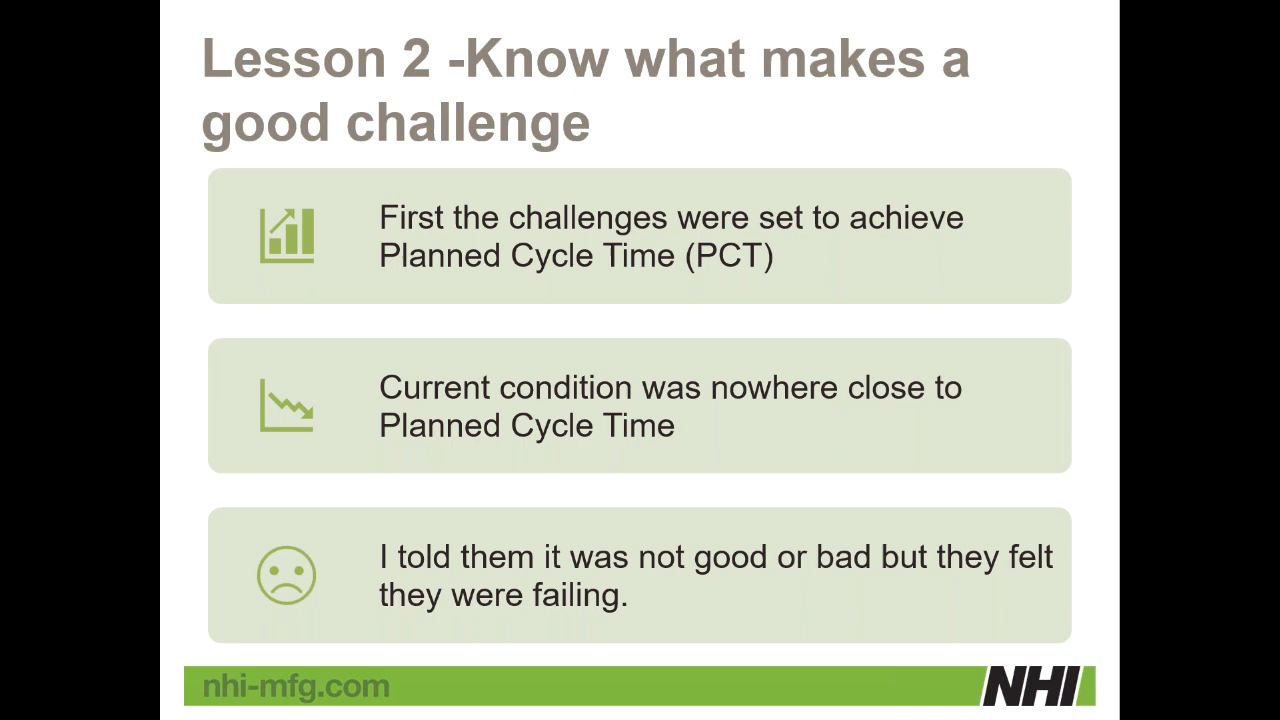 Lesson 2 -Know what makes a
good challenge
First the challenges were set to achieve
Planned Cycle Time (PCT)
Current condition was nowhere close to
Planned Cycle Time
I told them it was not good or bad but they felt
they were failing.
nhi-mfg.com
NHI